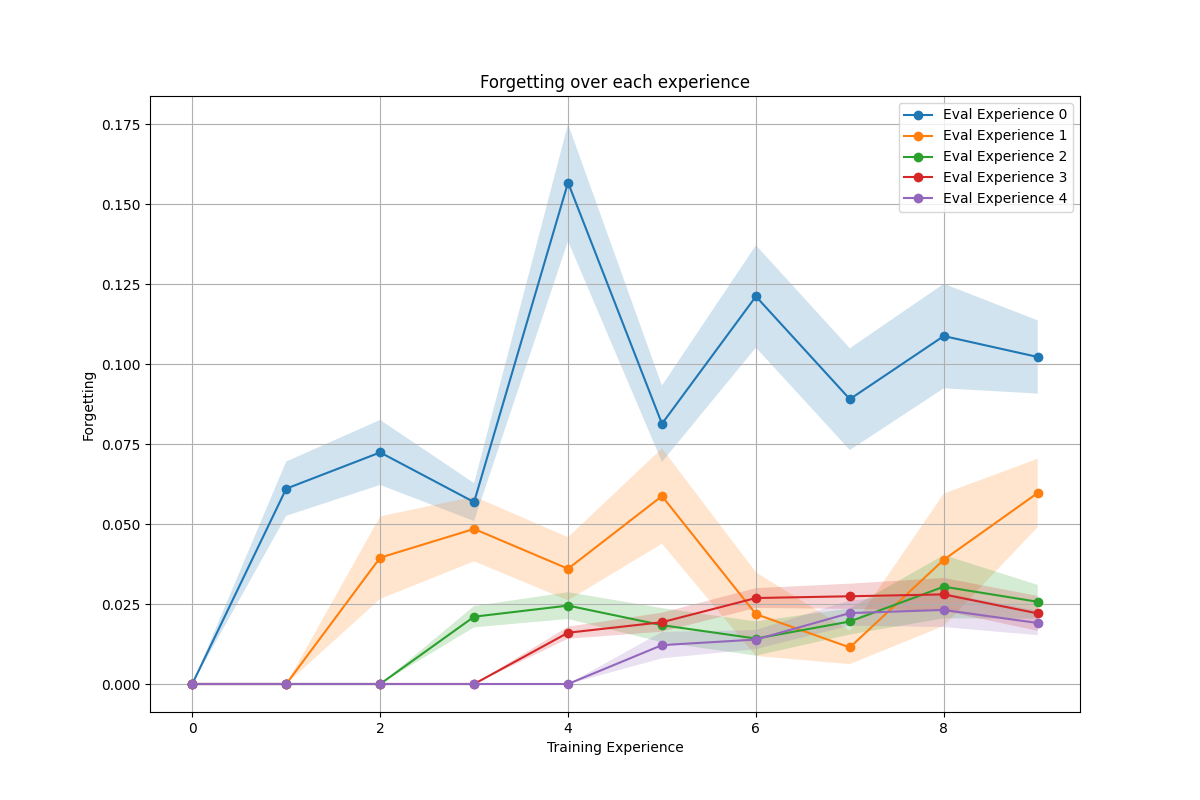 Forgetting over each experience
Eval Experience 0
Eval Experience 1
Eval Experience 2
Eval Experience 3
Eval Experience 4
Forgetting
0.175
0.150
0.125
0.100
0.075
0.050
0.025
0.000
0 2 4 6 8
Training Experience